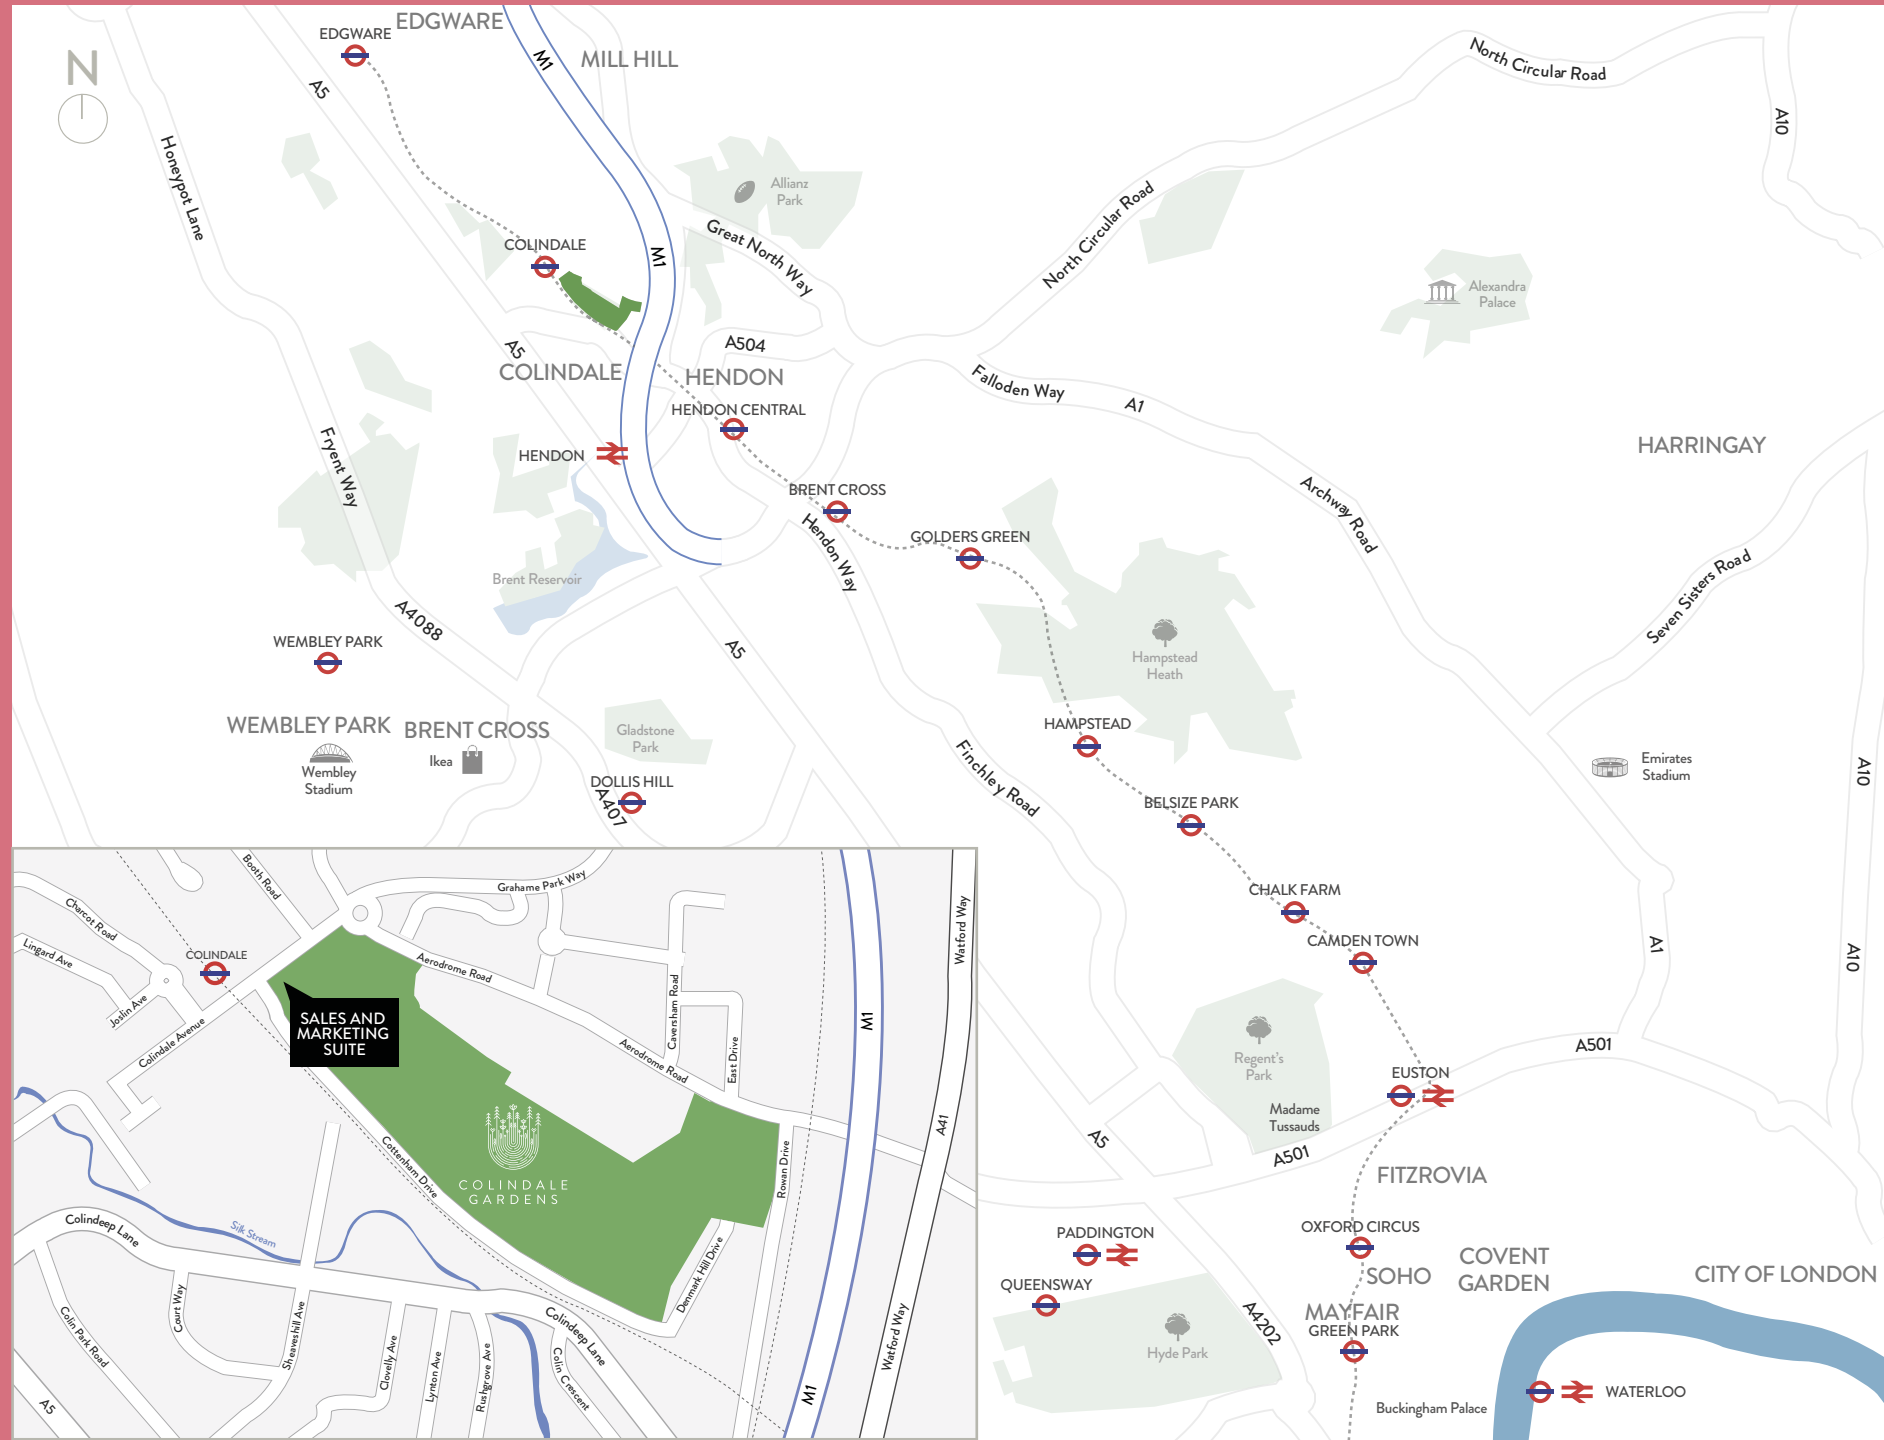 EDGWARE
EDGWARE
MILL HILL
N
M1
A5
North Circular Road
A10
Honeypot Lane
Allianz
Park
Great North Way
North Circular Road
COLINDALE
M1
Alexandra
Palace
A5
A504
COLINDALE
HENDON
Falloden Way
A1
HENDON CENTRAL
HARRINGAY
HENDON
Fryent Way
BRENT CROSS
Archway Road
Hendon Way
GOLDERS GREEN
Brent Reservoir
Seven Sisters Road
A4088
WEMBLEY PARK
A5
Hampstead
Heath
WEMBLEY PARK
BRENT CROSS
Gladstone
Park
HAMPSTEAD
Ikea
Wembley
Stadium
Finchley Road
Emirates
Stadium
A10
DOLLIS HILL
A407
BELSIZE PARK
CHALK FARM
CAMDEN TOWN
A1
A10
Regent's
Park
A501
EUSTON
Madame
Tussauds
A5
A501
FITZROVIA
PADDINGTON
OXFORD CIRCUS
COVENT
GARDEN
SOHO
CITY OF LONDON
QUEENSWAY
A4202
MAYFAIR
GREEN PARK
Hyde Park
WATERLOO
Buckingham Palace
Booth Road
Grahame Park Way
Charcot Road
Lingard Ave
COLINDALE
Aerodrome Road
Watford Way
Joslin Ave
Colindale Avenue
SALES AND
MARKETING
SUITE
Caversham Road
East Drive
Aerodrome Road
M1
A41
Cottenham Drive
COLINDALE
GARDENS
Rowan Drive
Colindeep Lane
Silk Stream
Denmark Hill Drive
Court Way
Colin Park Road
Sheaveshill Ave
Clovelly Ave
Lynton Ave
Rushgrove Ave
Colindeep Lane
Colin Crescent
Watford Way
M1
A5